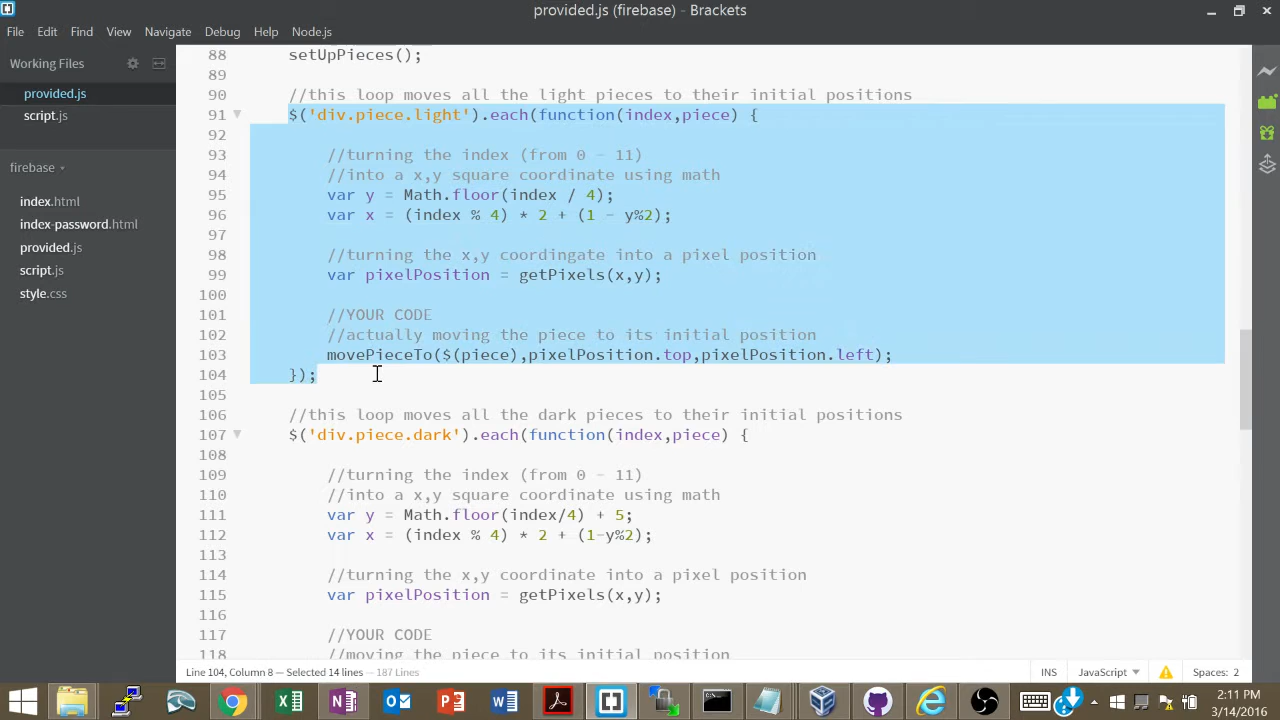 provided.js (firebase) - Brackets
File Edit Find View Navigate Debug Help Node.js
Working Files
provided.js
script.js
firebase
index.html
index-password.html
provided.js
script.js
style.css
88 setUpPieces();
89
90 //this loop moves all the light pieces to their initial positions
91 $('div.piece.light').each(function(index,piece) {
92
93 //turning the index (from 0 - 11)
94 //into a x,y square coordinate using math
95 var y = Math.floor(index / 4);
96 var x = (index % 4) * 2 + (1 - y%2);
97
98 //turning the x,y coordingate into a pixel position
99 var pixelPosition = getPixels(x,y);
100
101 //YOUR CODE
102 //actually moving the piece to its initial position
103 movePieceTo($(piece),pixelPosition.top,pixelPosition.left);
104 });
105
106 //this loop moves all the dark pieces to their initial positions
107 $('div.piece.dark').each(function(index,piece) {
108
109 //turning the index (from 0 - 11)
110 //into a x,y square coordinate using math
111 var y = Math.floor(index/4) + 5;
112 var x = (index % 4) * 2 + (1-y%2);
113
114 //turning the x,y coordinate into a pixel position
115 var pixelPosition = getPixels(x,y);
116
117 //YOUR CODE
118 //moving the piece to its initial position
Line 104, Column 8 — Selected 14 lines — 187 Lines
INS JavaScript Spaces: 2
2:11 PM
3/14/2016